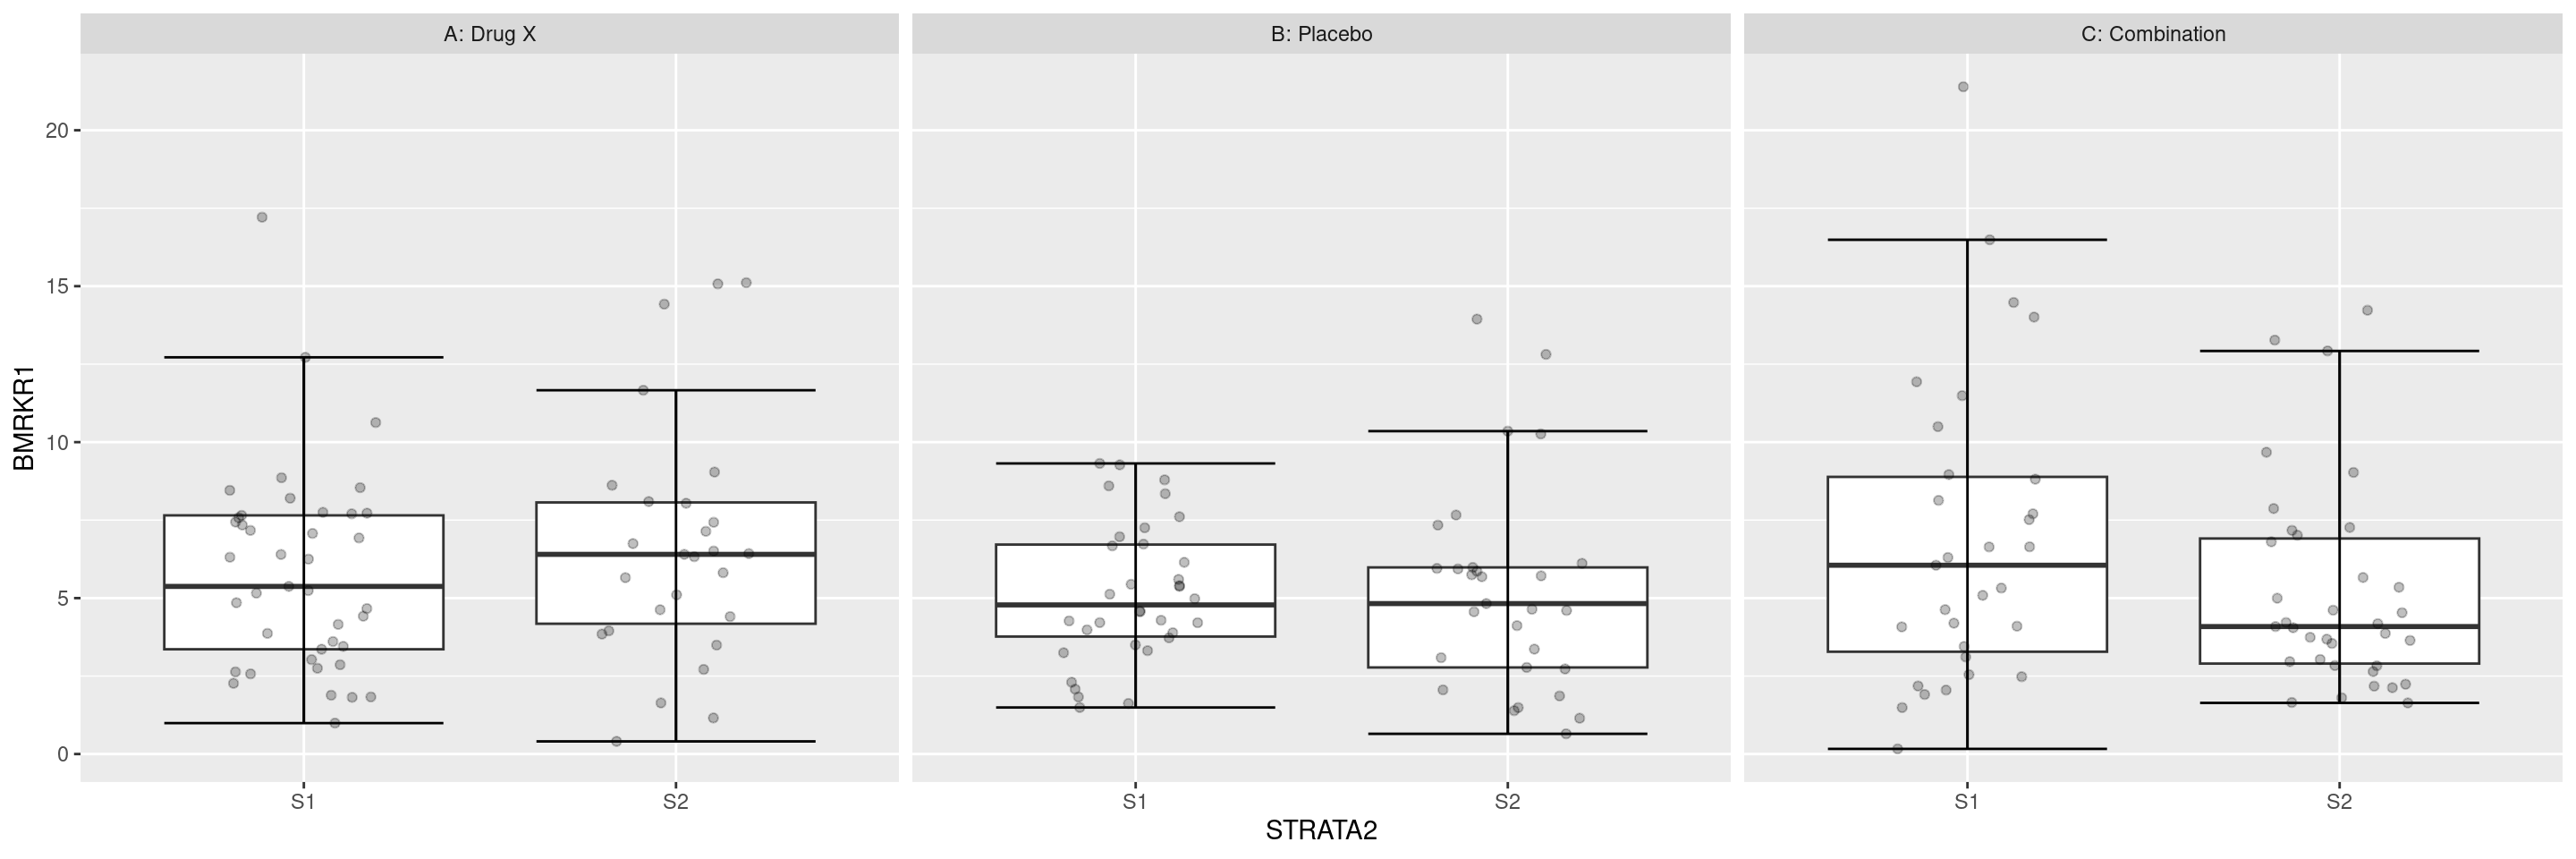 A: Drug X
B: Placebo
C: Combination
BMRKR1
20
15
10
5
0
S1
S2
S1
S2
S1
S2
STRATA2